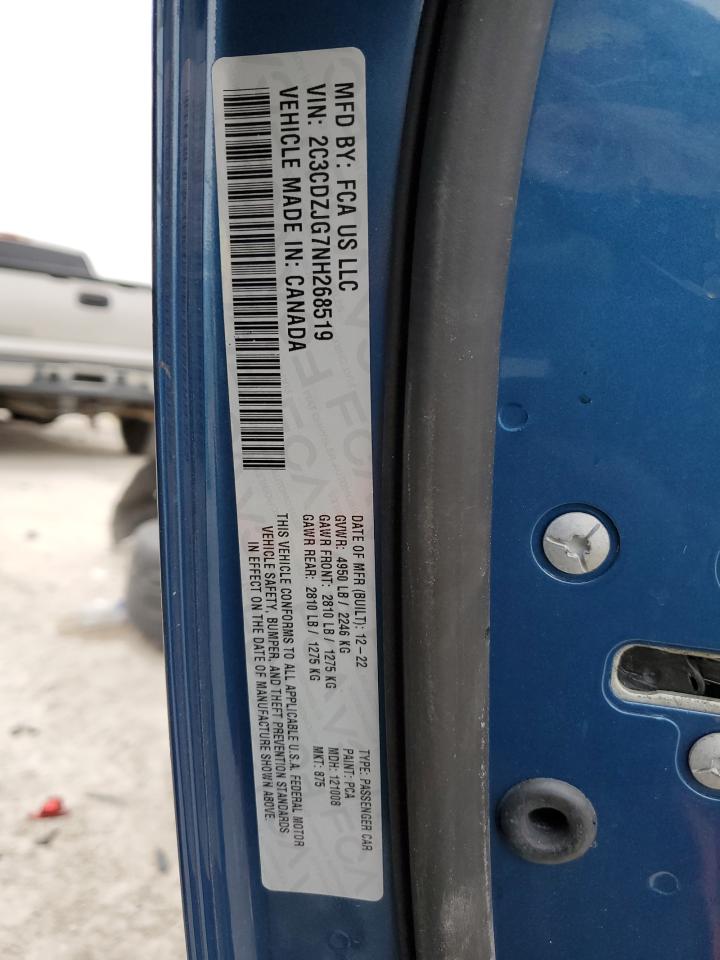 MFD BY: FCA US LLC
VIN: 2C3CDZJG7NH268519
VEHICLE MADE IN: CANADA
DATE OF MFR (BUILT): 12-22
GVWR: 4950 LB / 2246 KG
GAWR FRONT: 2810 LB / 1275 KG
GAWR REAR: 2810 LB / 1275 KG
THIS VEHICLE CONFORMS TO ALL APPLICABLE U.S.A. FEDERAL MOTOR
VEHICLE SAFETY, BUMPER, AND THEFT PREVENTION STANDARDS
IN EFFECT ON THE DATE OF MANUFACTURE SHOWN ABOVE.
TYPE: PASSENGER CAR
PAINT: PCA
MDH: 121008
MKT: 875
FCA